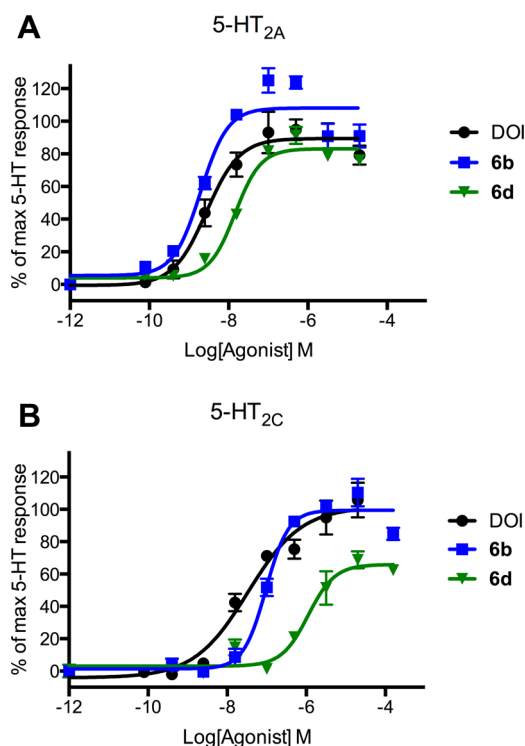 A
5-HT2A
% of max 5-HT response
120
100
80
60
40
20
0
-12
-10
-8
-6
-4
Log[Agonist] M
DOI
6b
6d
B
5-HT2C
% of max 5-HT response
120
100
80
60
40
20
0
-12
-10
-8
-6
-4
Log[Agonist] M
DOI
6b
6d